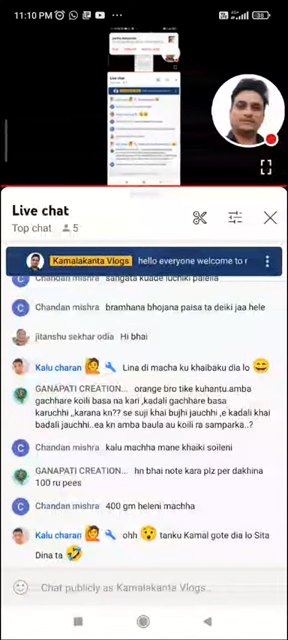 11:10 PM
Live chat
Top chat 5
Kamalakanta Vlogs hello everyone welcome to r
Chandan mishra sangata kuade luchiki palella
Chandan mishra bramhana bhojana paisa ta deiki jaa hele
jitanshu sekhar odia Hi bhai
Kalu charan 🙋 🔧 Lina di macha ku khaibaku dia lo 😄
GANAPATI CREATION... orange bro tike kuhantu.amba
gachhare koili basa na kari ,kadali gachhare basa
karuchhi ,.karana kn?? se suji khai bhuji jauchhi ,e kadali khai
badali jauchhi..ea kn amba baula au koili ra samparka..?
Chandan mishra kalu machha mane khaiki soileni
GANAPATI CREATION... hn bhai note kara plz per dakhina
100 ru pees
Chandan mishra 400 gm heleni machha
Kalu charan 🙋 🔧 ohh 😯 tanku Kamal gote dia lo Sita
Dina ta 🤣
Chat publicly as Kamalakanta Vlogs...